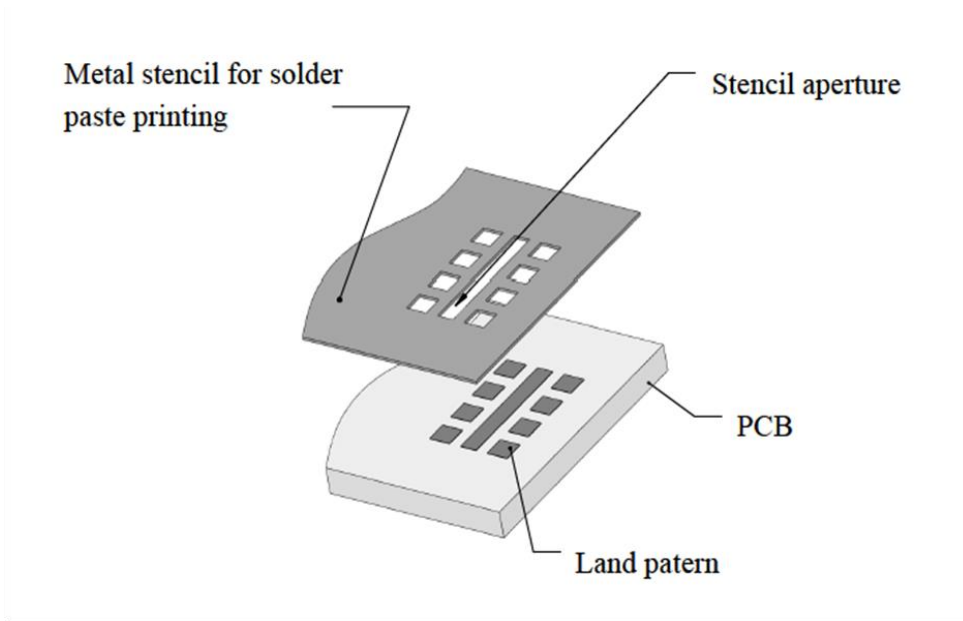 Metal stencil for solder
paste printing
Stencil aperture
PCB
Land patern